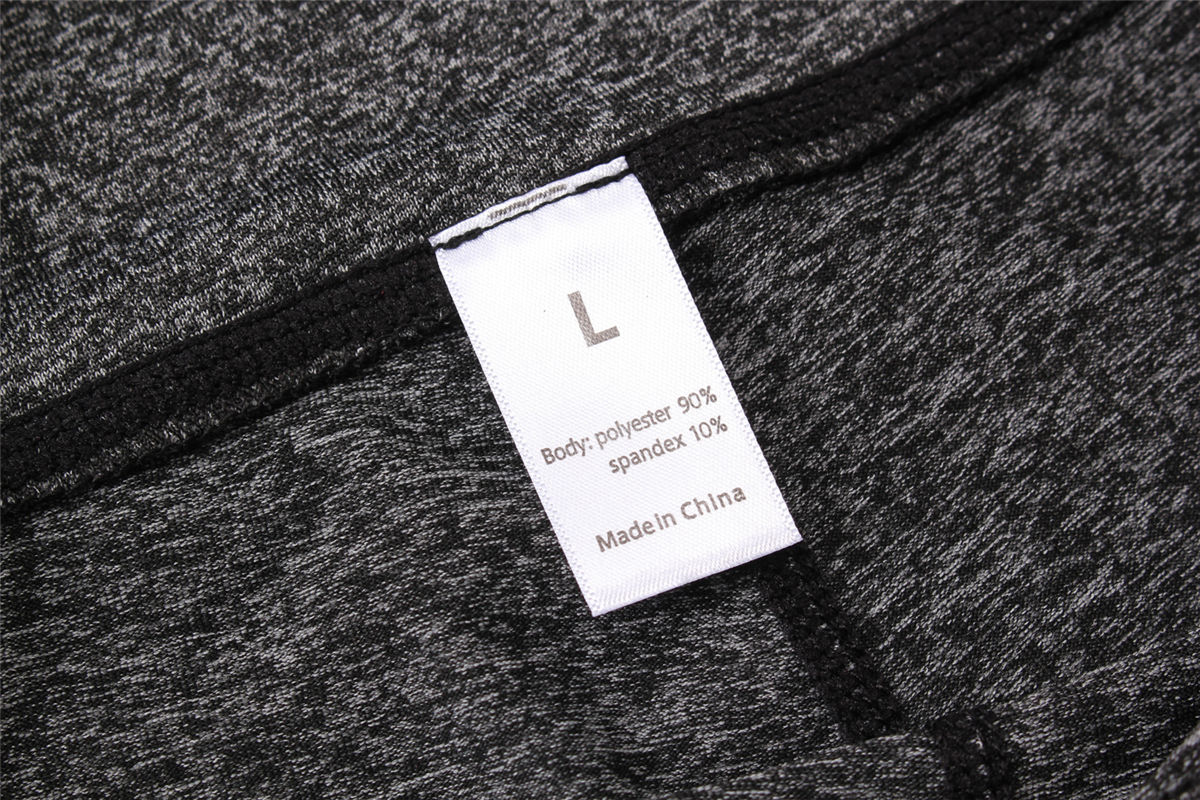 L
Body: polyester 90%
spandex 10%
Made in China